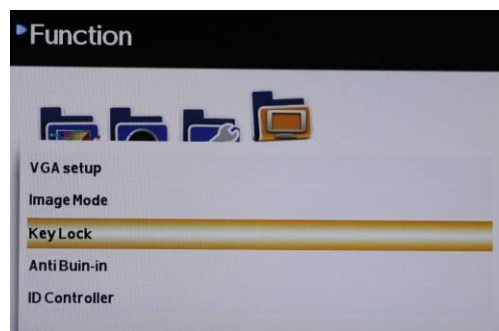 Function
VGA setup
Image Mode
Key Lock
Anti Buin-in
ID Controller